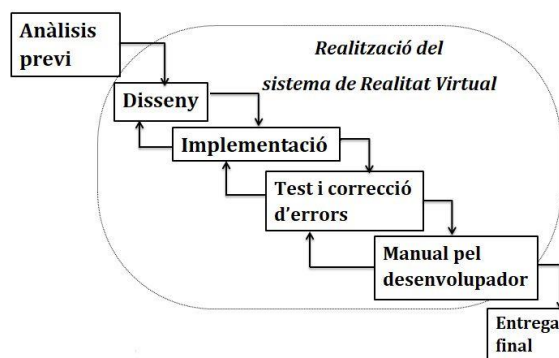 Anàlisis
previ
Realització del
sistema de Realitat Virtual
Disseny
Implementació
Test i correcció
d'errors
Manual pel
desenvolupador
Entrega
final